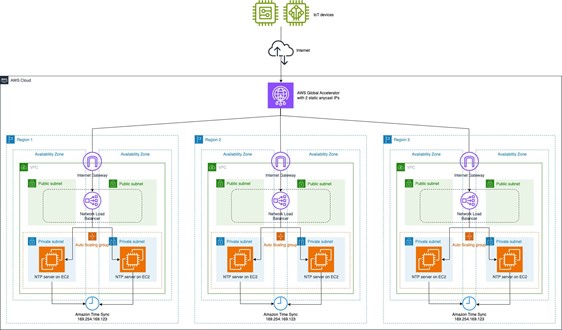 IoT devices
Internet
AWS Cloud
AWS Global Accelerator
with 2 static anycast IPs
Region 1
Availability Zone
Availability Zone
VPC
Internet Gateway
Public subnet
Public subnet
Network Load
Balancer
Auto Scaling group
Private subnet
Private subnet
NTP server on EC2
NTP server on EC2
Amazon Time Sync
169.254.169.123
Region 2
Availability Zone
Availability Zone
VPC
Internet Gateway
Public subnet
Public subnet
Network Load
Balancer
Auto Scaling group
Private subnet
Private subnet
NTP server on EC2
NTP server on EC2
Amazon Time Sync
169.254.169.123
Availability Zone
Availability Zone
VPC
Internet Gateway
Public subnet
Public subnet
Network Load
Balancer
Auto Scaling group
Private subnet
Private subnet
NTP server on EC2
NTP server on EC2
Amazon Time Sync
169.254.169.123